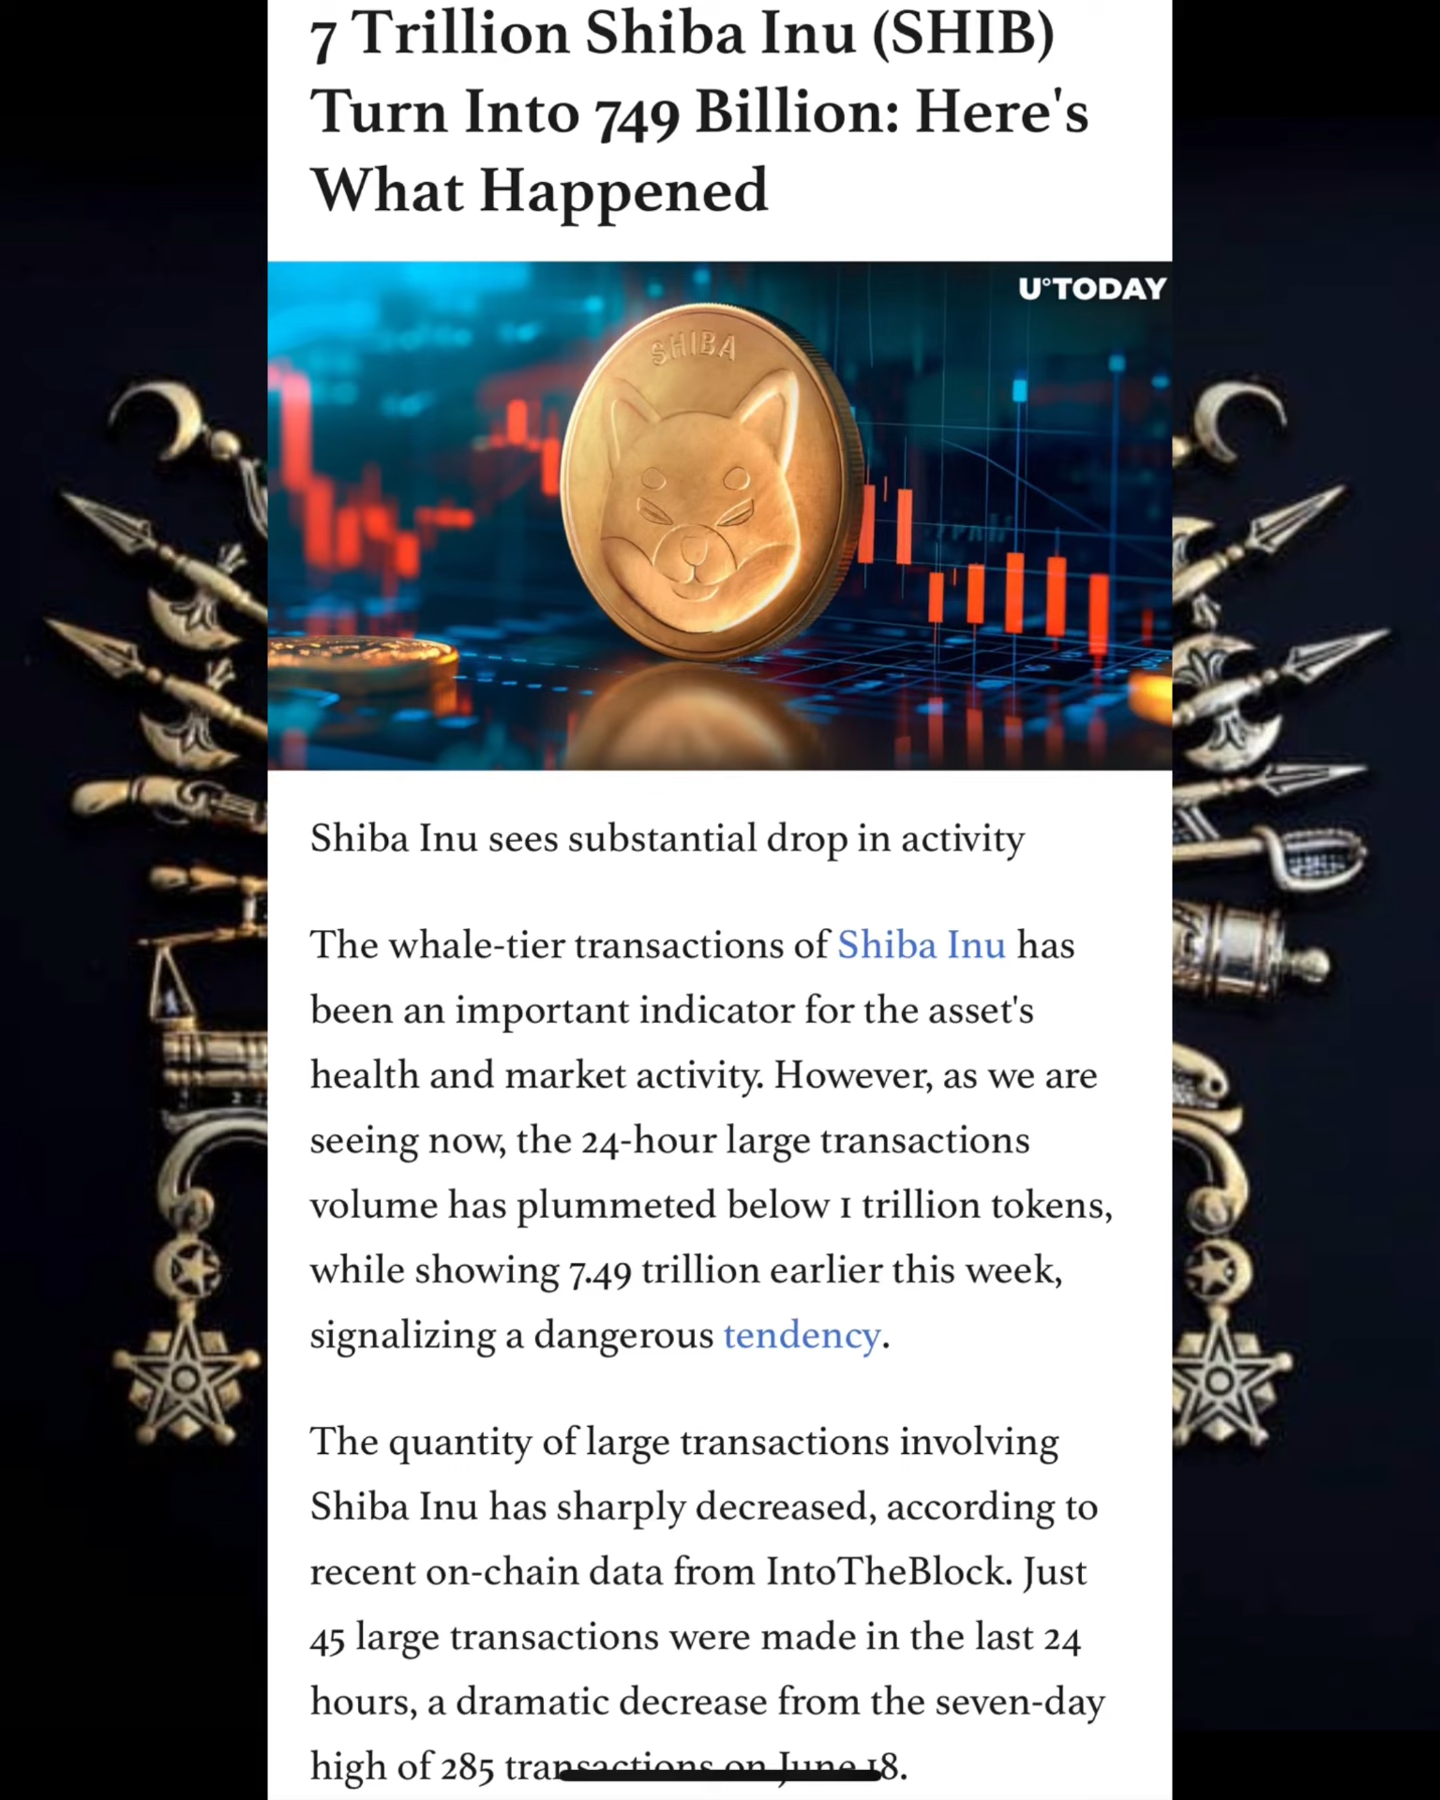 7 Trillion Shiba Inu (SHIB)
Turn Into 749 Billion: Here's
What Happened
U°TODAY
SHIBA
Shiba Inu sees substantial drop in activity
The whale-tier transactions of Shiba Inu has
been an important indicator for the asset's
health and market activity. However, as we are
seeing now, the 24-hour large transactions
volume has plummeted below 1 trillion tokens,
while showing 7.49 trillion earlier this week,
signalizing a dangerous tendency.
The quantity of large transactions involving
Shiba Inu has sharply decreased, according to
recent on-chain data from IntoTheBlock. Just
45 large transactions were made in the last 24
hours, a dramatic decrease from the seven-day
high of 285 transactions on June 18.